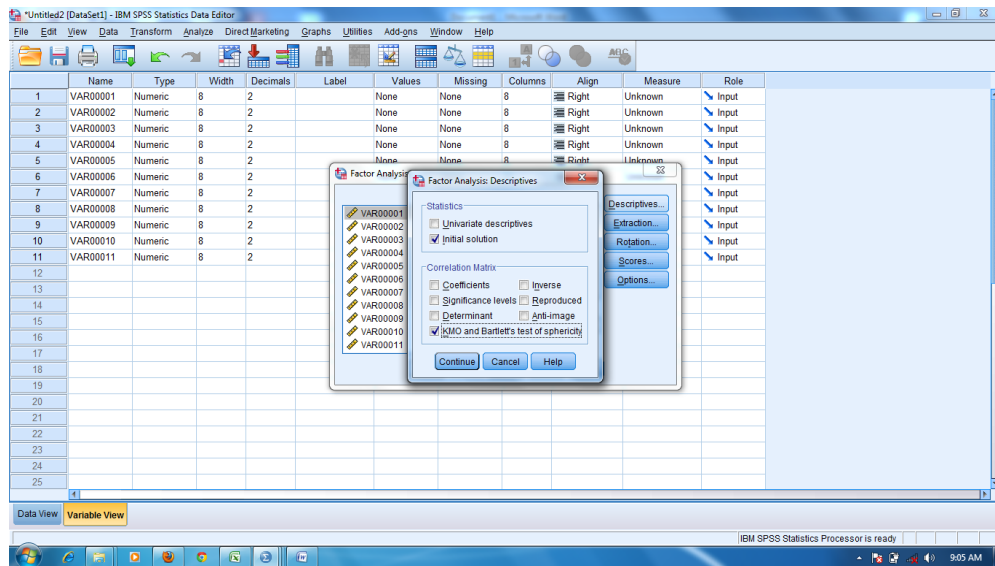 *Untitled2 [DataSet1] - IBM SPSS Statistics Data Editor
File Edit View Data Transform Analyze Direct Marketing Graphs Utilities Add-ons Window Help
Name Type Width Decimals Label Values Missing Columns Align Measure Role
1 VAR00001 Numeric 8 2 None None 8 Right Unknown Input
2 VAR00002 Numeric 8 2 None None 8 Right Unknown Input
3 VAR00003 Numeric 8 2 None None 8 Right Unknown Input
4 VAR00004 Numeric 8 2 None None 8 Right Unknown Input
5 VAR00005 Numeric 8 2 None None 8 Right Unknown Input
6 VAR00006 Numeric 8 2 Input
7 VAR00007 Numeric 8 2 Input
8 VAR00008 Numeric 8 2 Input
9 VAR00009 Numeric 8 2 Input
10 VAR00010 Numeric 8 2 Input
11 VAR00011 Numeric 8 2 Input
12
13
14
15
16
17
18
19
20
21
22
23
24
25
Factor Analysis
VAR00001
VAR00002
VAR00003
VAR00004
VAR00005
VAR00006
VAR00007
VAR00008
VAR00009
VAR00010
VAR00011
Descriptives...
Extraction...
Rotation...
Scores...
Options...
Factor Analysis: Descriptives
Statistics
Univariate descriptives
Initial solution
Correlation Matrix
Coefficients Inverse
Significance levels Reproduced
Determinant Anti-image
KMO and Bartlett's test of sphericity
Continue Cancel Help
Data View Variable View
IBM SPSS Statistics Processor is ready
9:05 AM